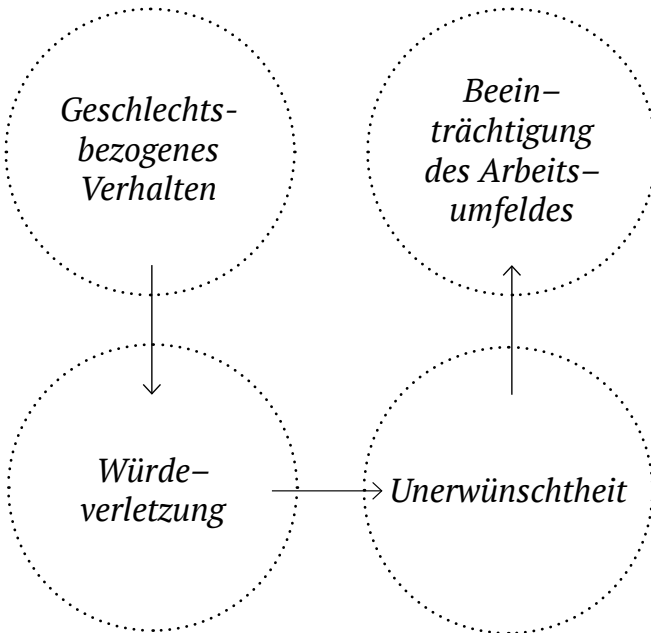 Geschlechts-
bezogenes
Verhalten
Würde–
verletzung
Unerwünschtheit
Beein–
trächtigung
des Arbeits–
umfeldes